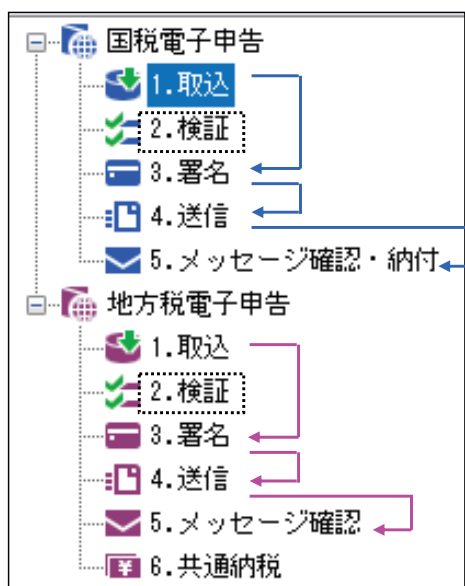 国税電子申告
1.取込
2.検証
3.署名
4.送信
5.メッセージ確認・納付
地方税電子申告
1.取込
2.検証
3.署名
4.送信
5.メッセージ確認
6.共通納税